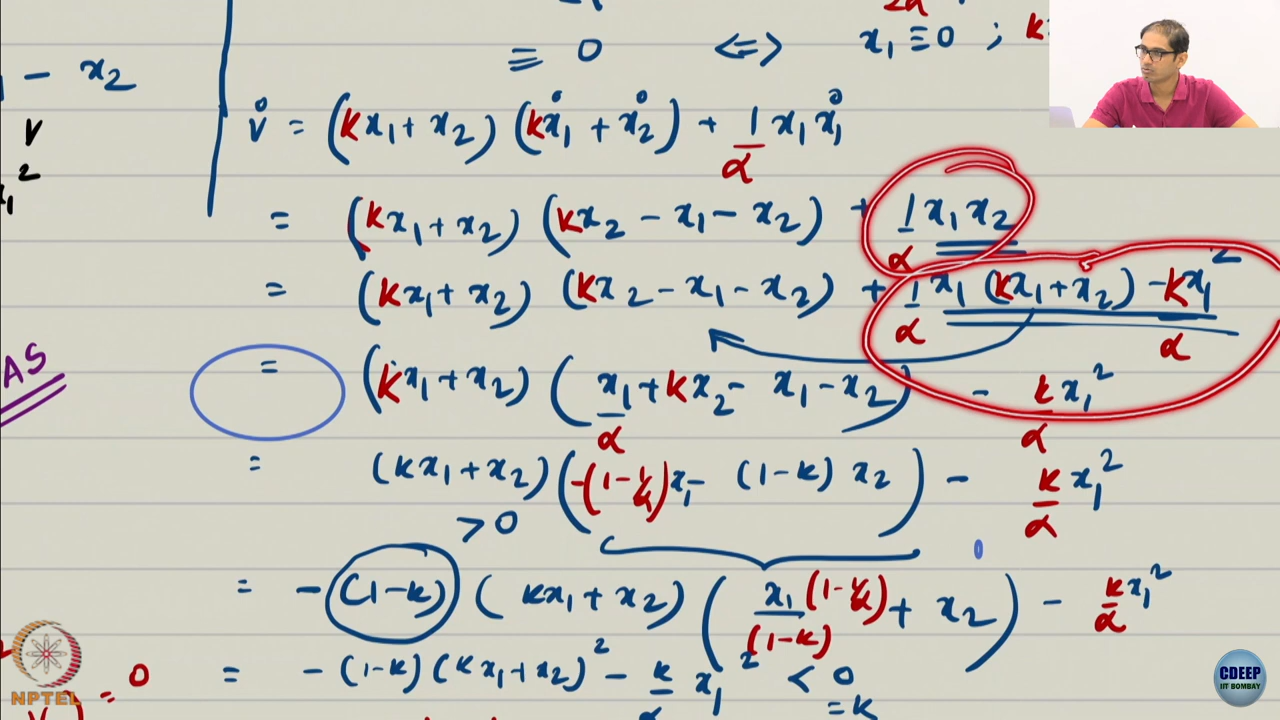 2α
≡ 0 <=> x₁ ≡ 0 ; k
- x₂
V
x₁²
V̇ = (kx₁ + x₂) (kẋ₁ + ẋ₂) + 1/α x₁ẋ₁
= (kx₁ + x₂) (kx₂ - x₁ - x₂) + 1/α x₁x₂
= (kx₁ + x₂) (kx₂ - x₁ - x₂) + 1/α x₁ (kx₁ + x₂) - kx₁²/α
AS
= (kx₁ + x₂) (x₁/α + kx₂ - x₁ - x₂) - k/α x₁²
= (kx₁ + x₂) (-(1-1/α)x₁ - (1-k) x₂) - k/α x₁²
> 0
= - (1-k) (kx₁ + x₂) (x₁(1-1/α)/(1-k) + x₂) - k/α x₁²
= - (1-k) (kx₁ + x₂)² - k/α x₁² < 0
= 0
= k
NPTEL
CDEEP
IIT BOMBAY